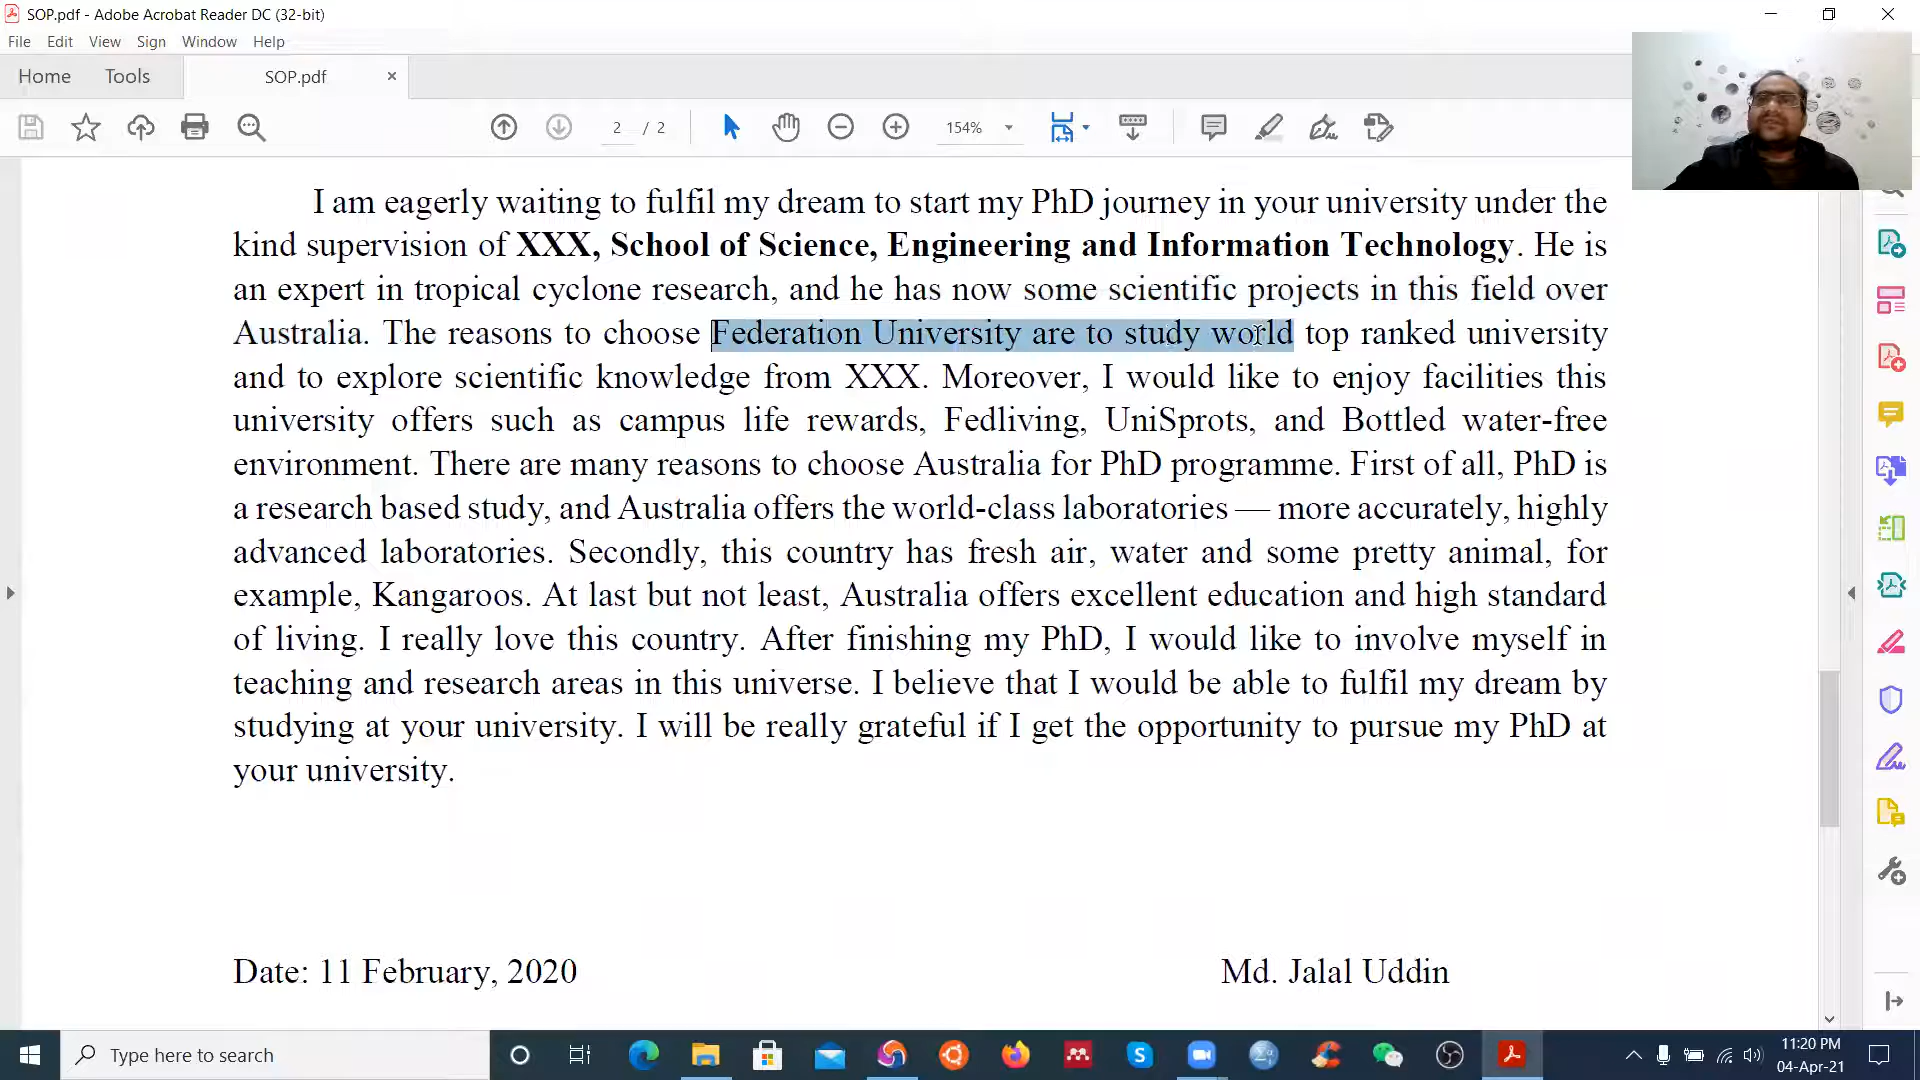 SOP.pdf - Adobe Acrobat Reader DC (32-bit)
File Edit View Sign Window Help
Home Tools SOP.pdf ×
2 / 2 154%
I am eagerly waiting to fulfil my dream to start my PhD journey in your university under the
kind supervision of XXX, School of Science, Engineering and Information Technology. He is
an expert in tropical cyclone research, and he has now some scientific projects in this field over
Australia. The reasons to choose Federation University are to study world top ranked university
and to explore scientific knowledge from XXX. Moreover, I would like to enjoy facilities this
university offers such as campus life rewards, Fedliving, UniSprots, and Bottled water-free
environment. There are many reasons to choose Australia for PhD programme. First of all, PhD is
a research based study, and Australia offers the world-class laboratories — more accurately, highly
advanced laboratories. Secondly, this country has fresh air, water and some pretty animal, for
example, Kangaroos. At last but not least, Australia offers excellent education and high standard
of living. I really love this country. After finishing my PhD, I would like to involve myself in
teaching and research areas in this universe. I believe that I would be able to fulfil my dream by
studying at your university. I will be really grateful if I get the opportunity to pursue my PhD at
your university.
Date: 11 February, 2020 Md. Jalal Uddin
Type here to search
11:20 PM
04-Apr-21